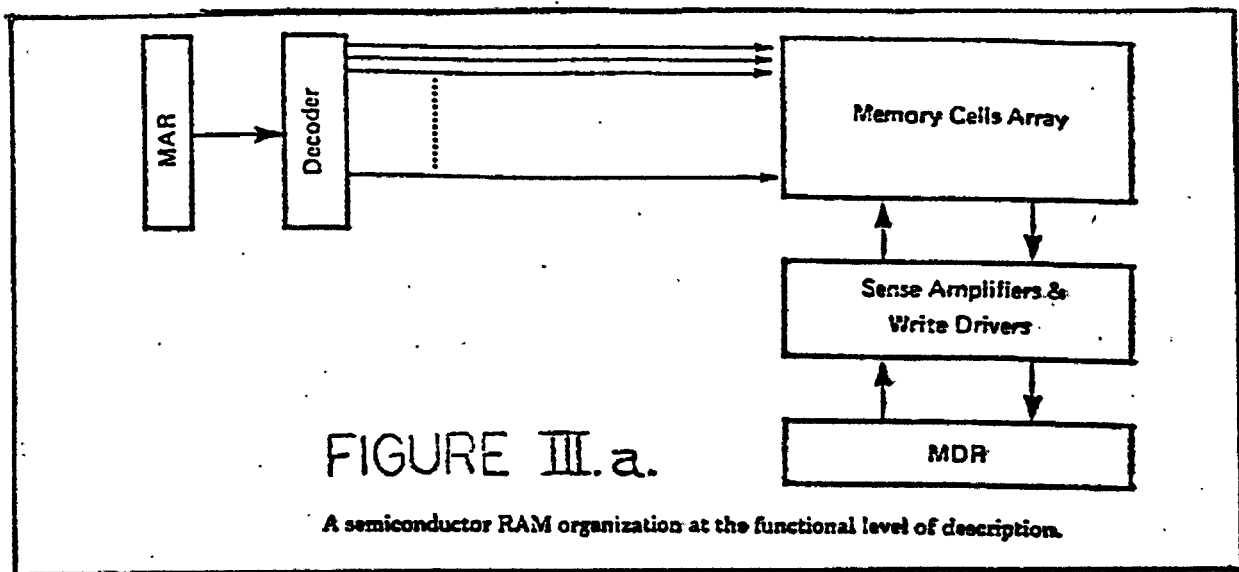 MAR
Decoder
Memory Cells Array
Sense Amplifiers &
Write Drivers
MDR
FIGURE III.a.
A semiconductor RAM organization at the functional level of description.